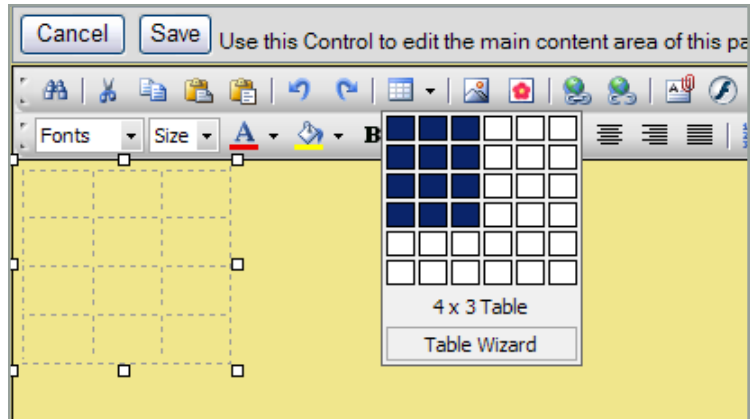 Cancel Save Use this Control to edit the main content area of this
Fonts Size A B
4 x 3 Table
Table Wizard